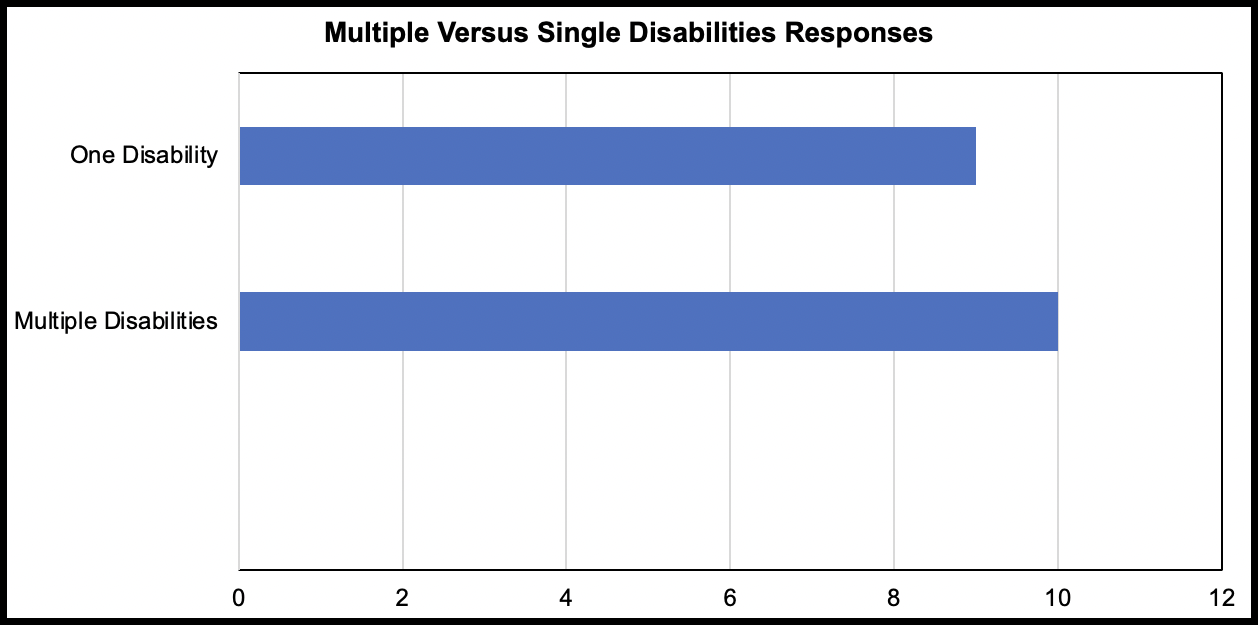 Multiple Versus Single Disabilities Responses
One Disability
Multiple Disabilities
0 2 4 6 8 10 12